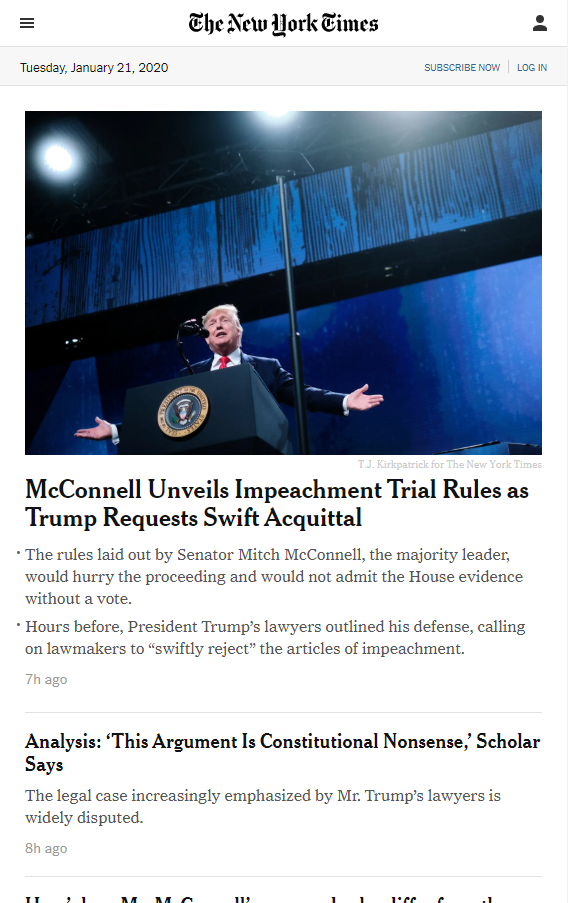 The New York Times
Tuesday, January 21, 2020
SUBSCRIBE NOW
LOG IN
T.J. Kirkpatrick for The New York Times
McConnell Unveils Impeachment Trial Rules as
Trump Requests Swift Acquittal
• The rules laid out by Senator Mitch McConnell, the majority leader,
would hurry the proceeding and would not admit the House evidence
without a vote.
• Hours before, President Trump’s lawyers outlined his defense, calling
on lawmakers to “swiftly reject” the articles of impeachment.
7h ago
Analysis: ‘This Argument Is Constitutional Nonsense,’ Scholar
Says
The legal case increasingly emphasized by Mr. Trump’s lawyers is
widely disputed.
8h ago